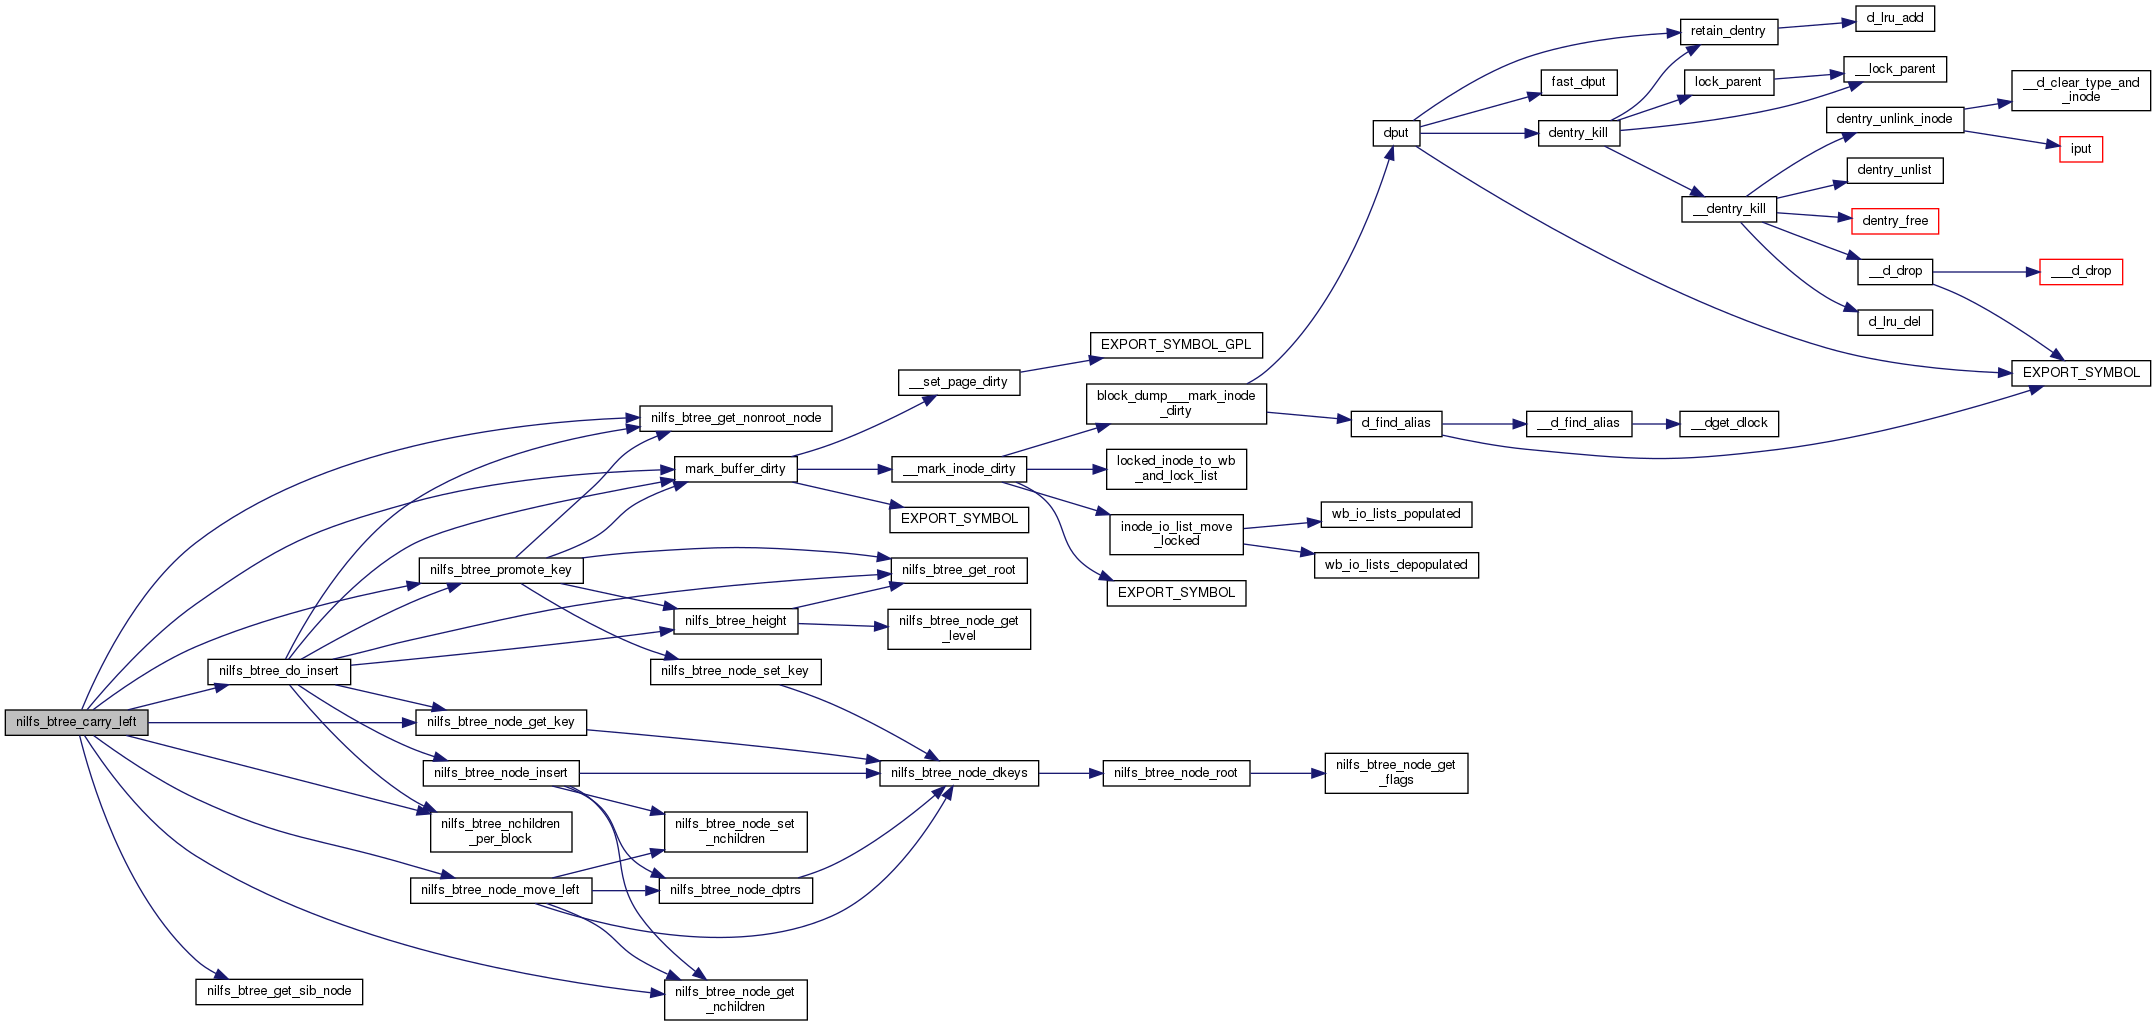 d_lru_add
retain_dentry
fast_dput
lock_parent
__lock_parent
__d_clear_type_and
_inode
dput
dentry_kill
dentry_unlink_inode
iput
dentry_unlist
__dentry_kill
dentry_free
__d_drop
___d_drop
d_lru_del
EXPORT_SYMBOL
EXPORT_SYMBOL_GPL
__set_page_dirty
block_dump___mark_inode
_dirty
d_find_alias
__d_find_alias
__dget_dlock
nilfs_btree_get_nonroot_node
mark_buffer_dirty
__mark_inode_dirty
locked_inode_to_wb
_and_lock_list
EXPORT_SYMBOL
inode_io_list_move
_locked
wb_io_lists_populated
wb_io_lists_depopulated
EXPORT_SYMBOL
nilfs_btree_promote_key
nilfs_btree_get_root
nilfs_btree_height
nilfs_btree_node_get
_level
nilfs_btree_do_insert
nilfs_btree_node_set_key
nilfs_btree_carry_left
nilfs_btree_node_get_key
nilfs_btree_node_insert
nilfs_btree_node_dkeys
nilfs_btree_node_root
nilfs_btree_node_get
_flags
nilfs_btree_nchildren
_per_block
nilfs_btree_node_set
_nchildren
nilfs_btree_node_move_left
nilfs_btree_node_dptrs
nilfs_btree_get_sib_node
nilfs_btree_node_get
_nchildren